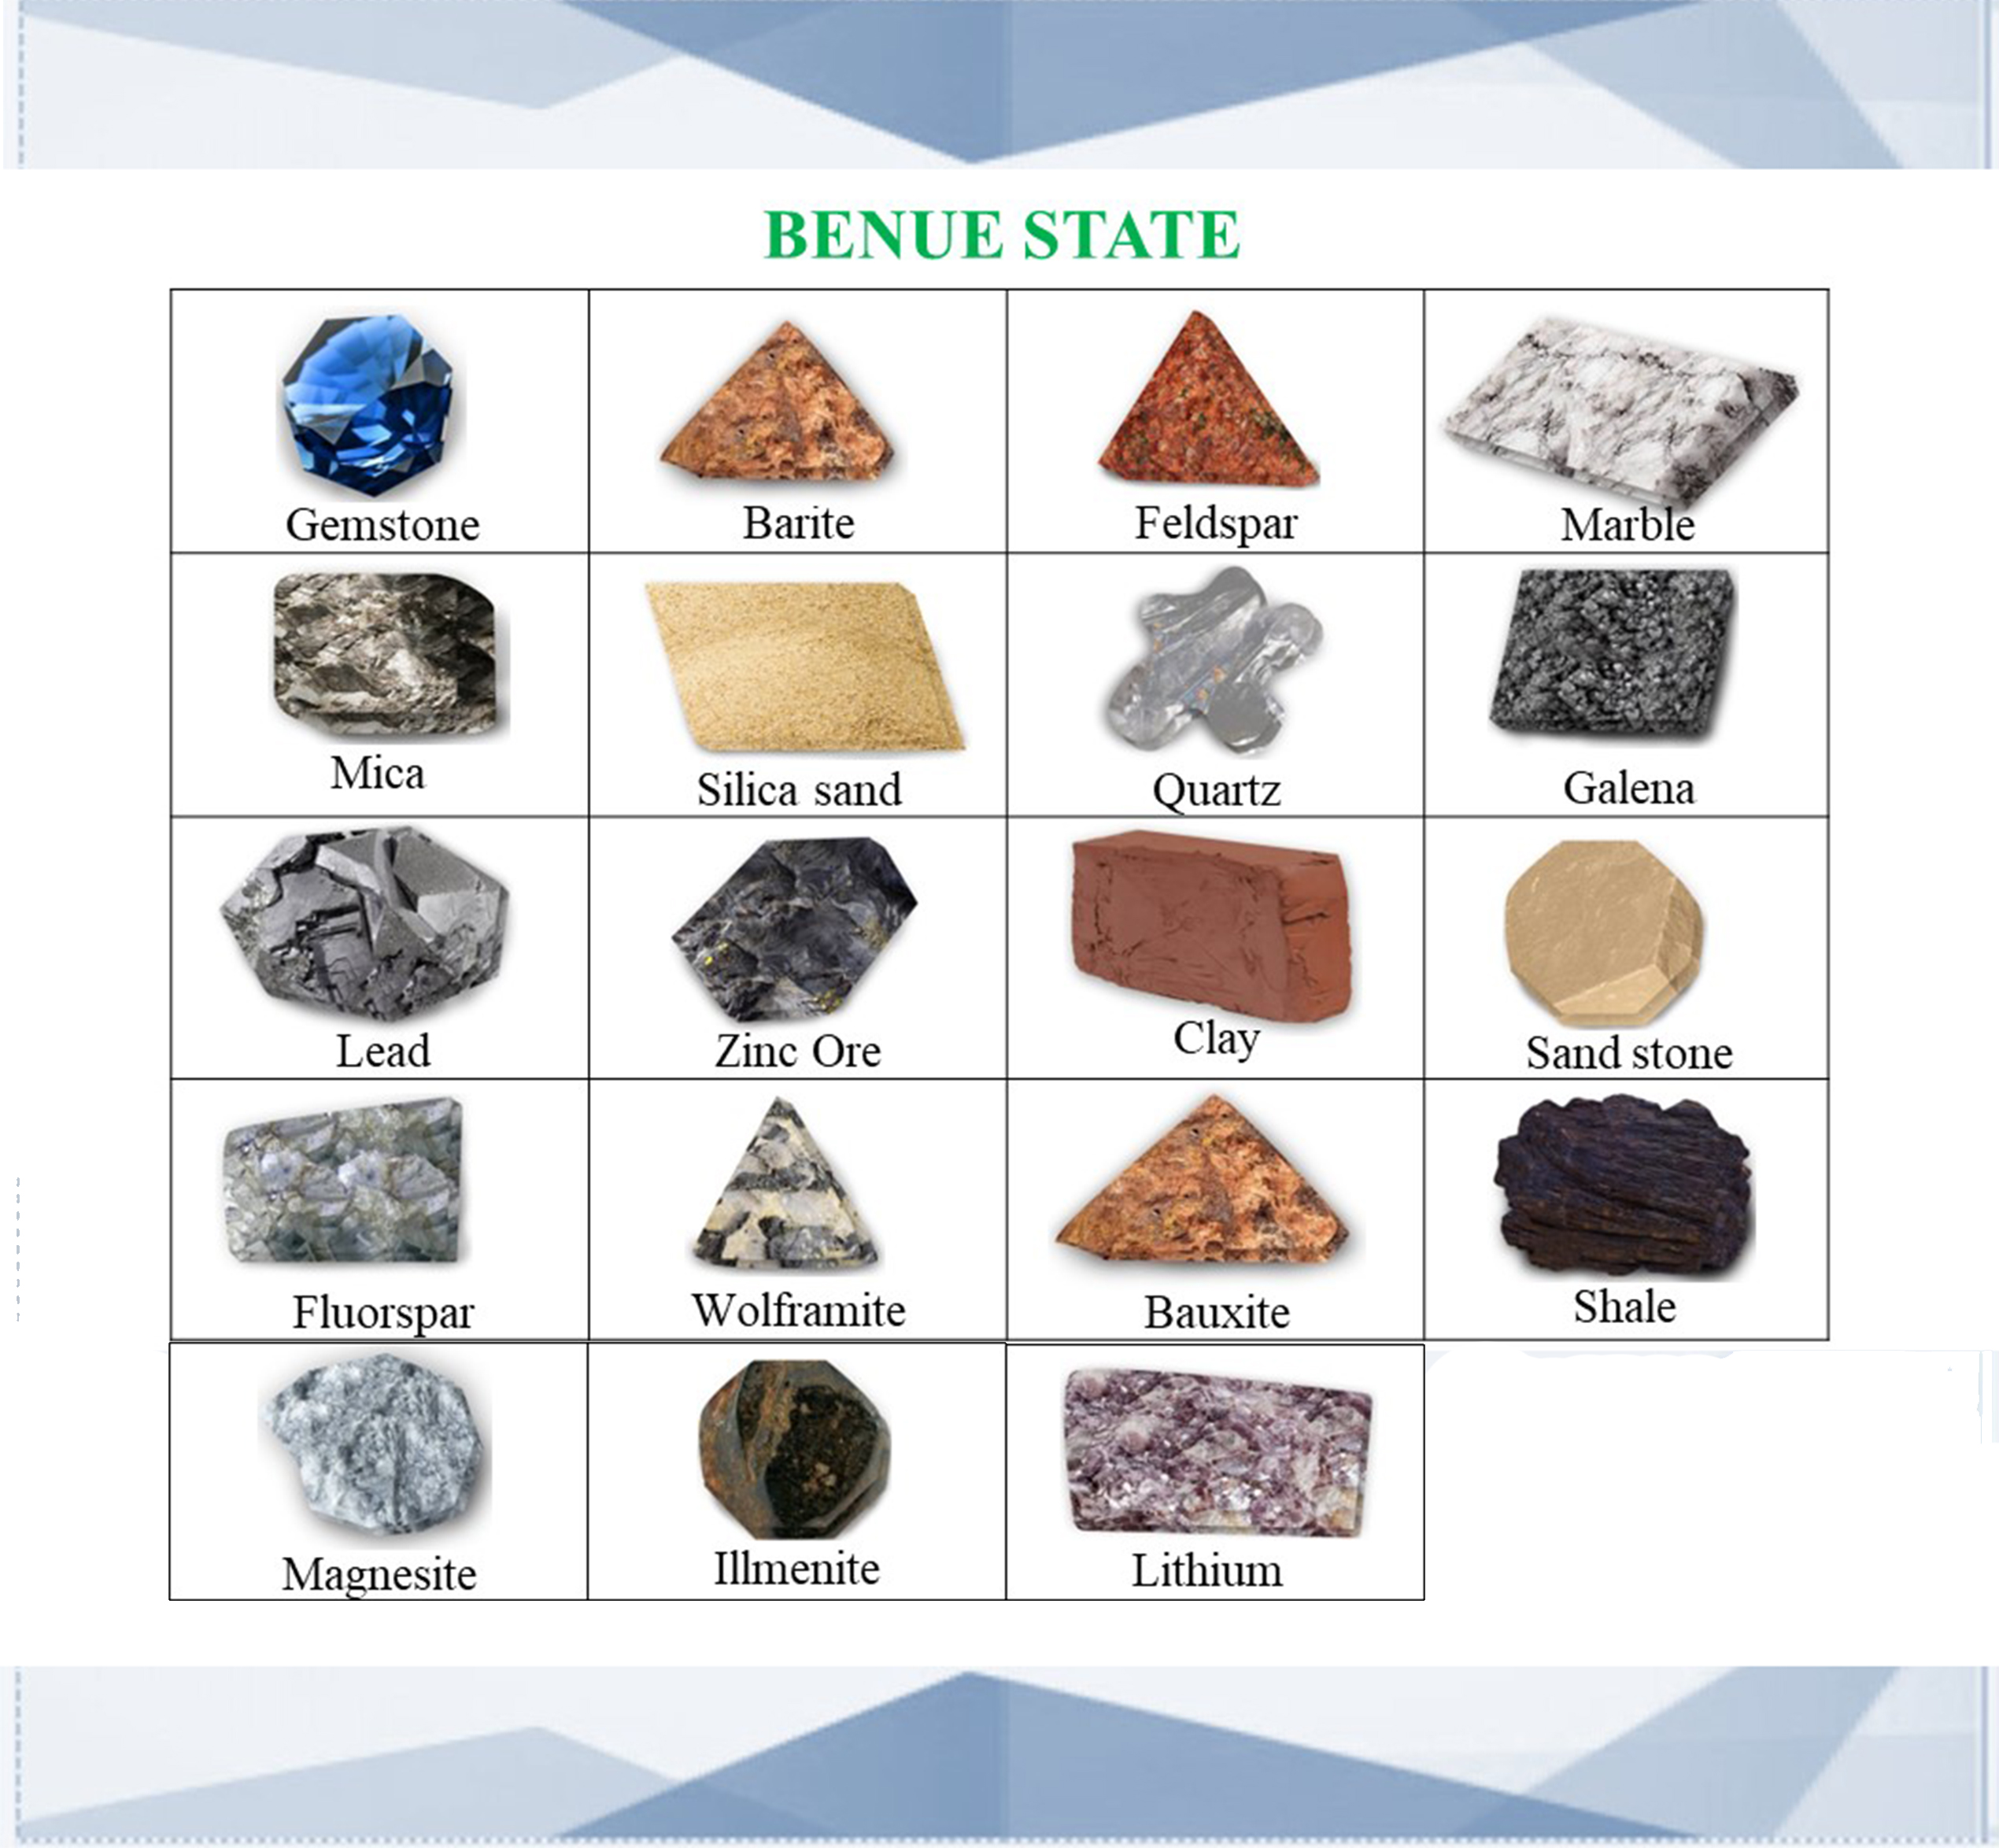 BENUE STATE
Gemstone
Barite
Feldspar
Marble
Mica
Silica sand
Quartz
Galena
Lead
Zinc Ore
Clay
Sand stone
Fluorspar
Wolframite
Bauxite
Shale
Magnesite
Illmenite
Lithium